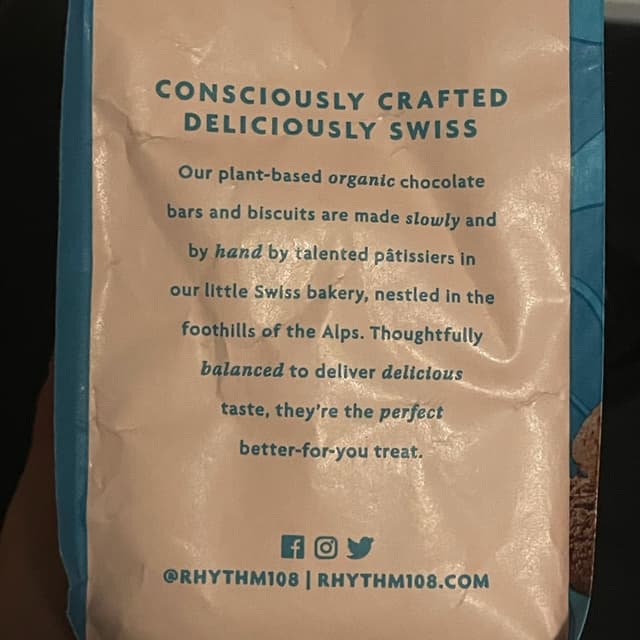 CONSCIOUSLY CRAFTED
DELICIOUSLY SWISS
Our plant-based organic chocolate
bars and biscuits are made slowly and
by hand by talented pâtissiers in
our little Swiss bakery, nestled in the
foothills of the Alps. Thoughtfully
balanced to deliver delicious
taste, they're the perfect
better-for-you treat.
@RHYTHM108 | RHYTHM108.COM